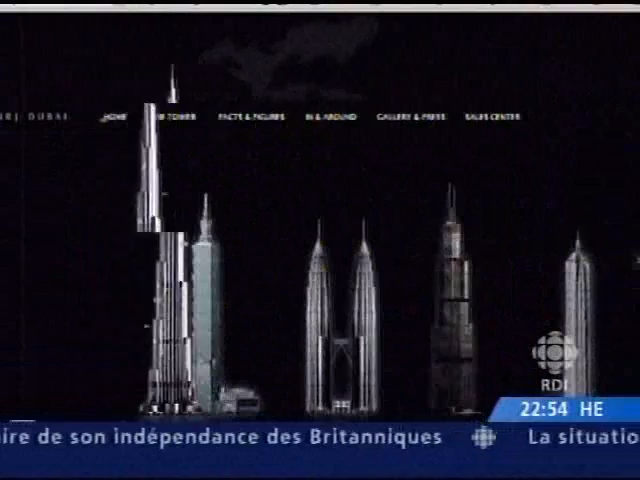 HOME TOWER FACTS & FIGURES IN & AROUND GALLERY & PRESS SALES CENTER
RDI
22:54 HE
ire de son indépendance des Britanniques La situatio